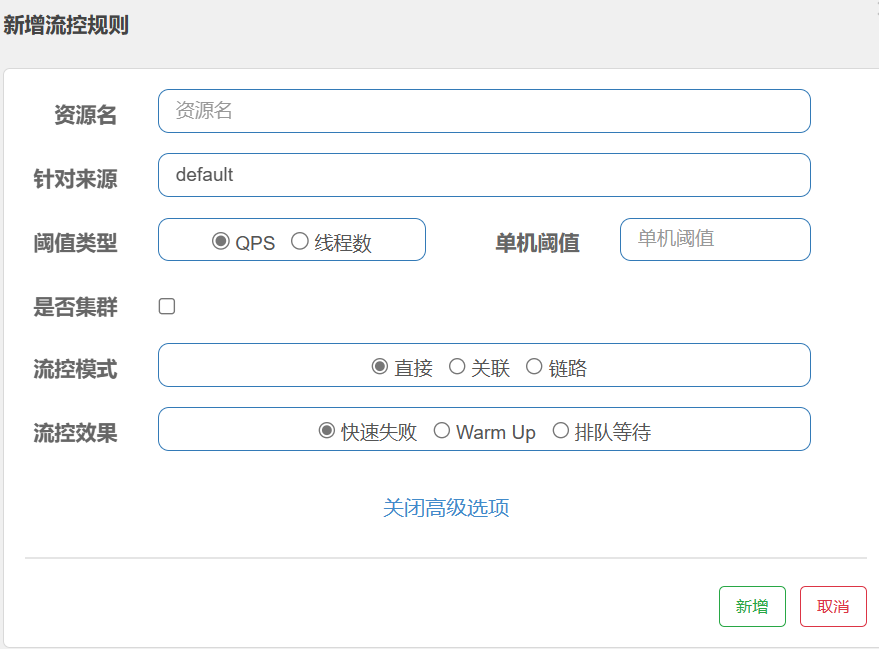 新增流控规则
资源名 资源名
针对来源 default
阈值类型 QPS 线程数 单机阈值 单机阈值
是否集群
流控模式 直接 关联 链路
流控效果 快速失败 Warm Up 排队等待
关闭高级选项
新增 取消